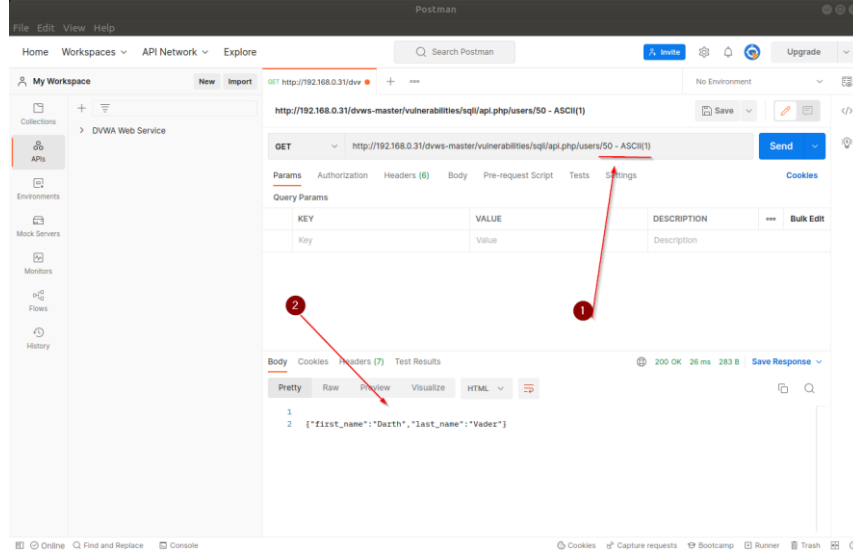 Postman
File Edit View Help
Home Workspaces API Network Explore Search Postman Invite Upgrade
My Workspace New Import GET http://192.168.0.31/dvw No Environment
Collections
APIs
Environments
Mock Servers
Monitors
Flows
History
DVWA Web Service
http://192.168.0.31/dvws-master/vulnerabilities/sqli/api.php/users/50 - ASCII(1) Save
GET http://192.168.0.31/dvws-master/vulnerabilities/sqli/api.php/users/50 - ASCII(1) Send
Params Authorization Headers (6) Body Pre-request Script Tests Settings Cookies
Query Params
KEY VALUE DESCRIPTION Bulk Edit
Key Value Description
1
2
Body Cookies Headers (7) Test Results 200 OK 26 ms 283 B Save Response
Pretty Raw Preview Visualize HTML
1
2 {"first_name":"Darth","last_name":"Vader"}
Online Find and Replace Console Cookies Capture requests Bootcamp Runner Trash